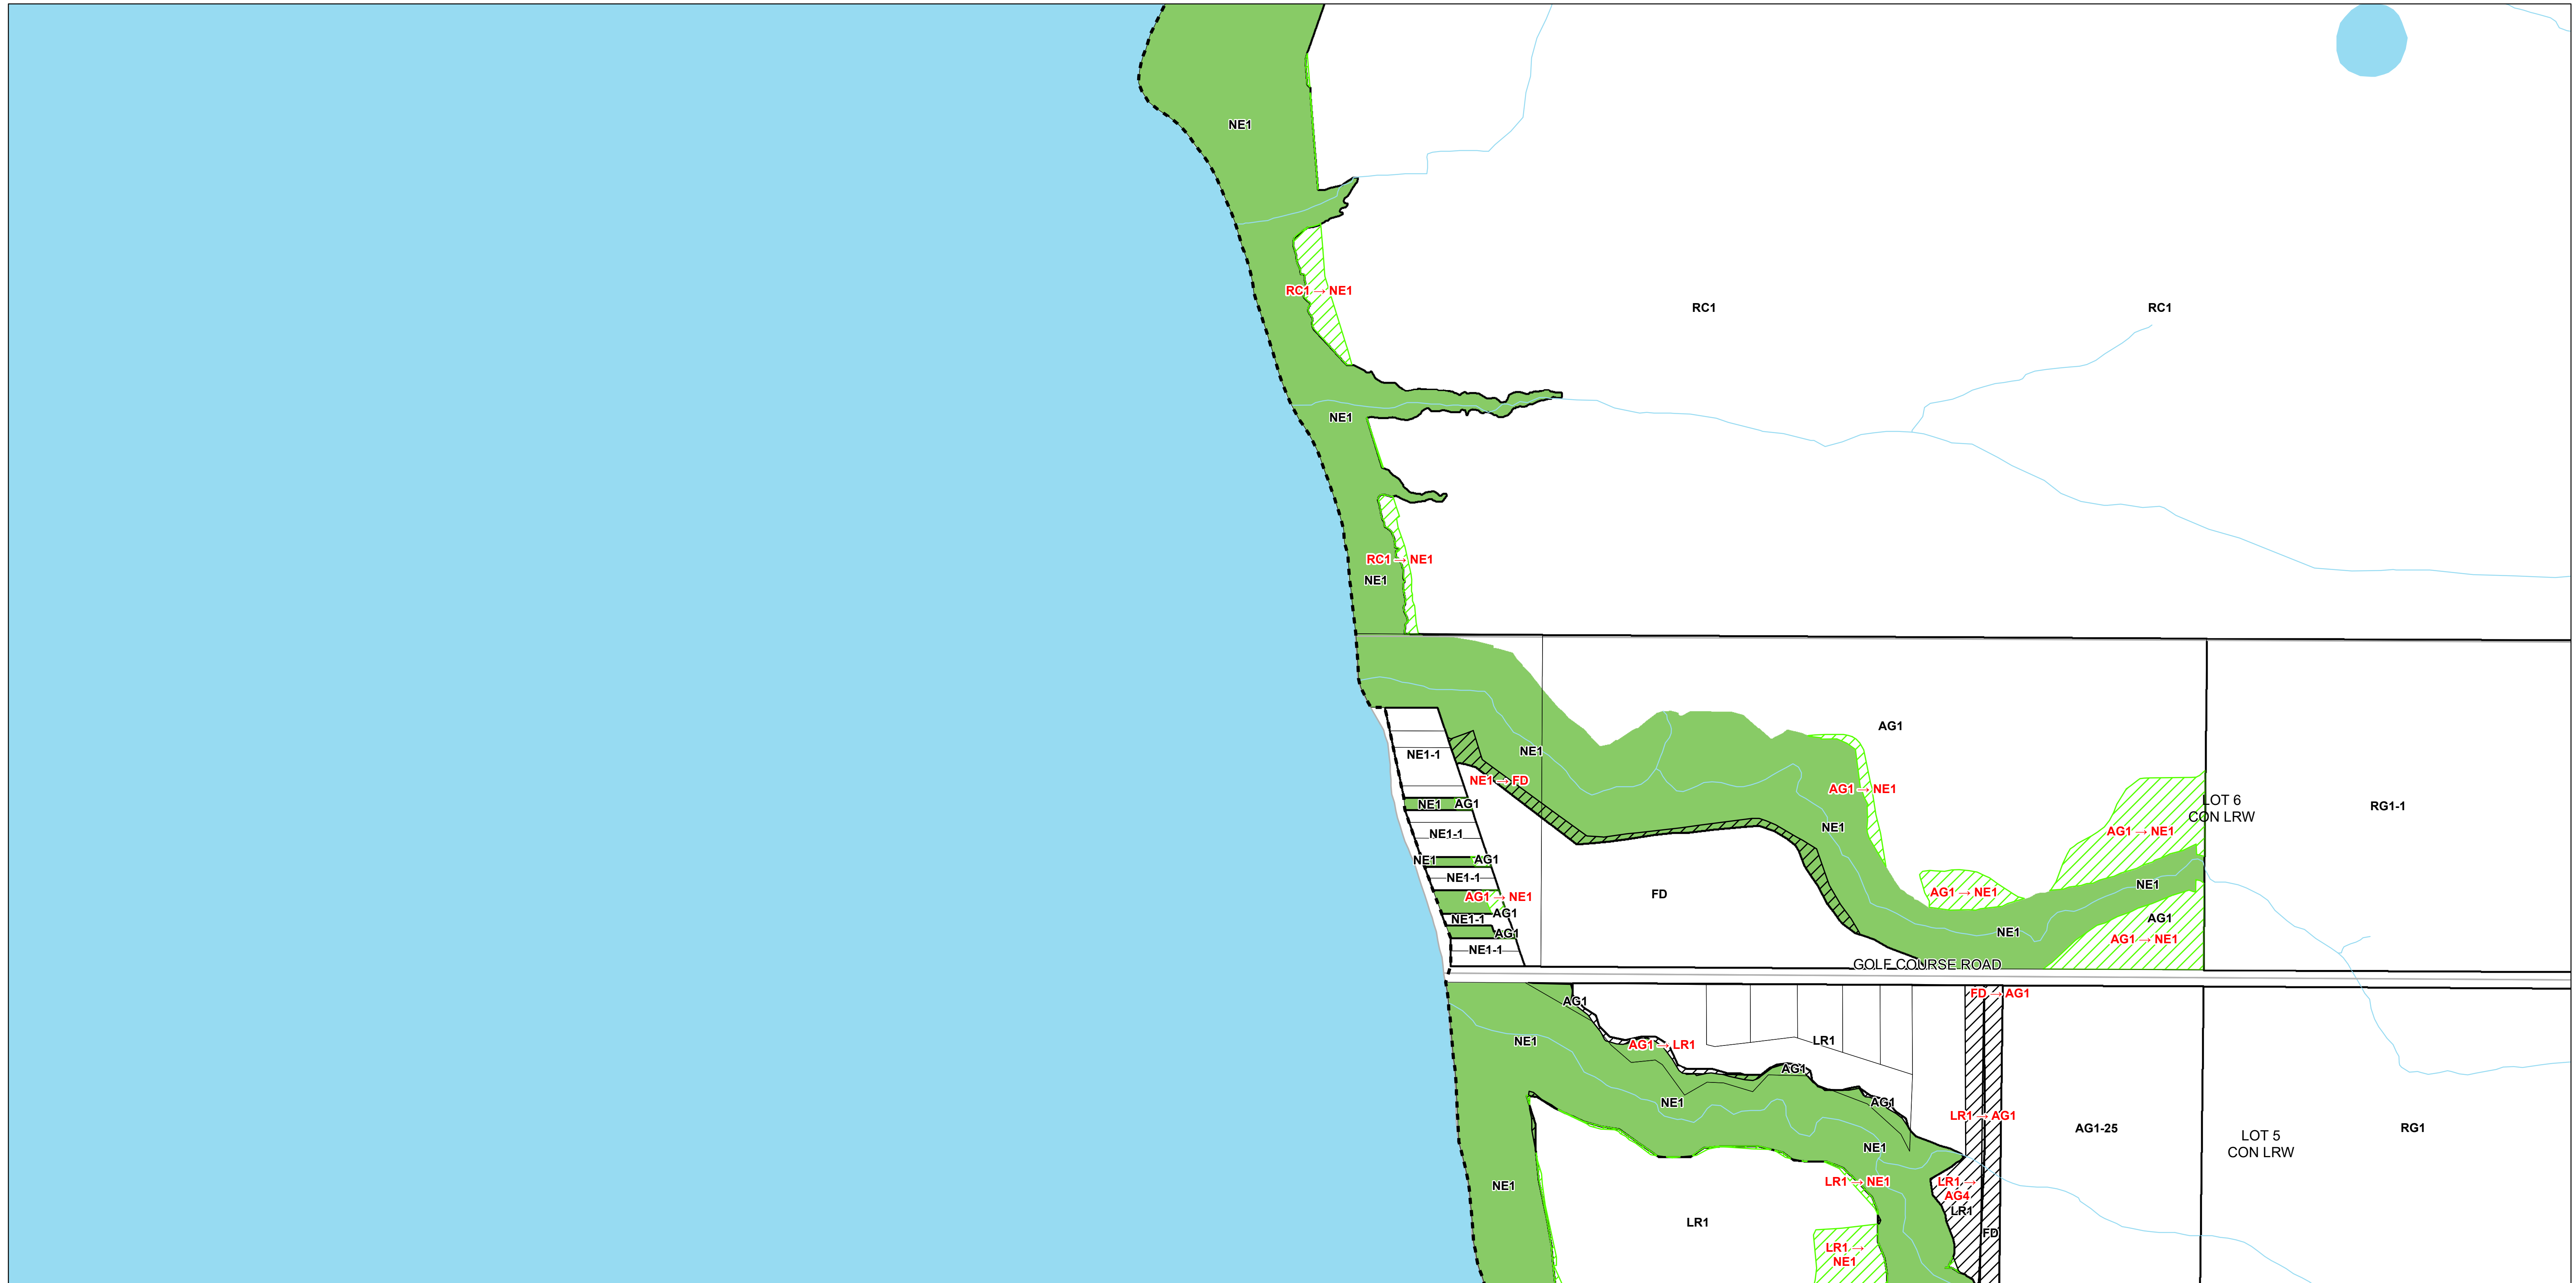 NE1
RC1 → NE1
RC1
RC1
NE1
RC1 → NE1
NE1
AG1
NE1
NE1-1
NE1 → FD
AG1 → NE1
NE1
AG1
LOT 6
CON LRW
RG1-1
NE1
NE1-1
AG1 → NE1
NE1
AG1
NE1-1
NE1
AG1 → NE1
FD
AG1 → NE1
AG1
NE1-1
AG1
NE1
AG1
NE1-1
AG1 → NE1
GOLF COURSE ROAD
FD → AG1
AG1
NE1
AG1 → LR1
LR1
AG1
NE1
AG1
LR1 → AG1
AG1-25
RG1
LOT 5
CON LRW
NE1
NE1
LR1 → NE1
LR1 →
AG4
LR1
LR1
FD
LR1 →
NE1